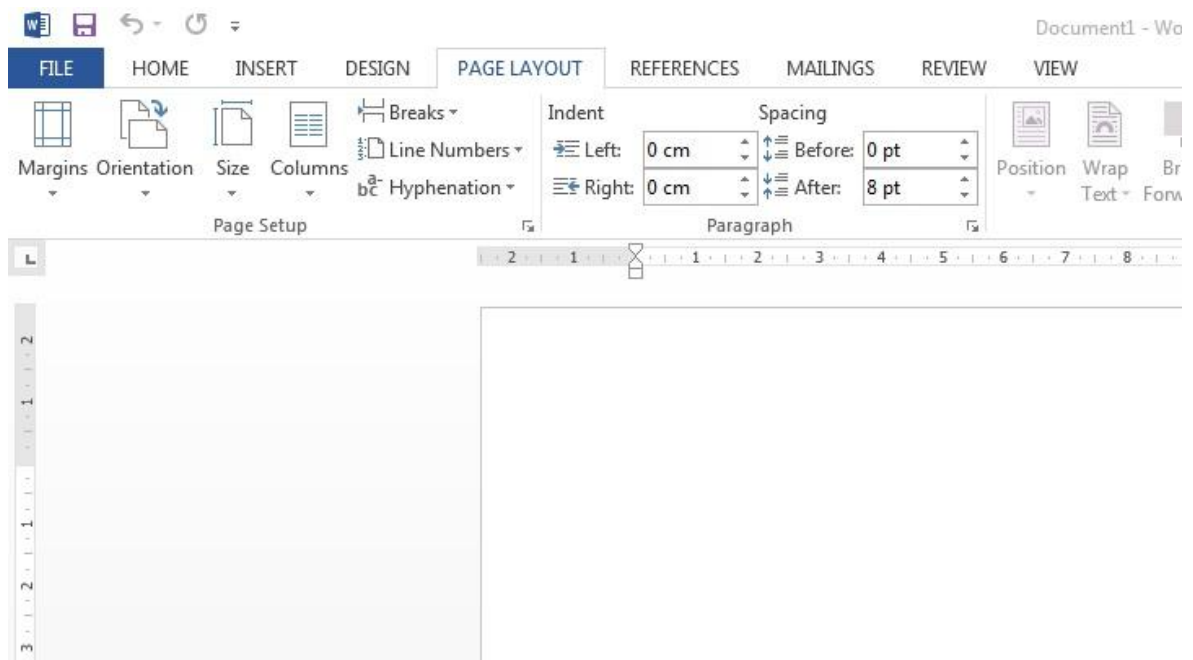 Document1 - Wo
FILE HOME INSERT DESIGN PAGE LAYOUT REFERENCES MAILINGS REVIEW VIEW
Breaks Indent Spacing
Margins Orientation Size Columns Line Numbers Left: 0 cm Before: 0 pt Position Wrap Br
Hyphenation Right: 0 cm After: 8 pt Text Forw
Page Setup Paragraph
L 2 1 1 2 3 4 5 6 7 8
2
1
1
2
3